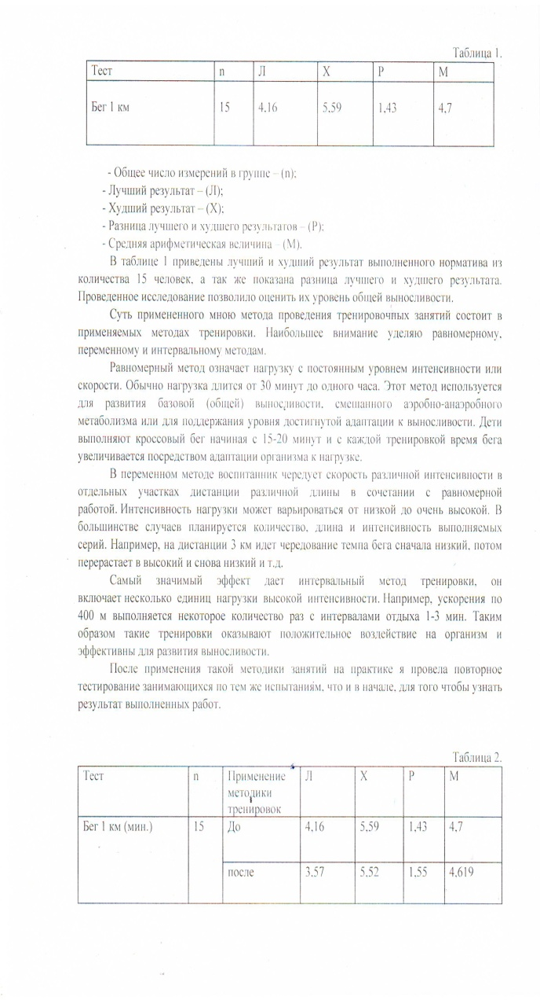 Таблица 1.
Тест n Л Х Р М
Бег 1 км 15 4,16 5,59 1,43 4,7
- Общее число измерений в группе – (n);
- Лучший результат – (Л);
- Худший результат – (Х);
- Разница лучшего и худшего результатов – (Р);
- Средняя арифметическая величина – (М).
В таблице 1 приведены лучший и худший результат выполненного норматива из
количества 15 человек, а так же показана разница лучшего и худшего результата.
Проведенное исследование позволило оценить их уровень общей выносливости.
Суть примененного мною метода проведения тренировочных занятий состоит в
применяемых методах тренировки. Наибольшее внимание уделяю равномерному,
переменному и интервальному методам.
Равномерный метод означает нагрузку с постоянным уровнем интенсивности или
скорости. Обычно нагрузка длится от 30 минут до одного часа. Этот метод используется
для развития базовой (общей) выносливости, смешанного аэробно-анаэробного
метаболизма или для поддержания уровня достигнутой адаптации к выносливости. Дети
выполняют кроссовый бег начиная с 15-20 минут и с каждой тренировкой время бега
увеличивается посредством адаптации организма к нагрузке.
В переменном методе воспитанник чередует скорость различной интенсивности в
отдельных участках дистанции различной длины в сочетании с равномерной
работой. Интенсивность нагрузки может варьироваться от низкой до очень высокой. В
большинстве случаев планируется количество, длина и интенсивность выполняемых
серий. Например, на дистанции 3 км идет чередование темпа бега сначала низкий, потом
перерастает в высокий и снова низкий и т.д.
Самый значимый эффект дает интервальный метод тренировки, он
включает несколько единиц нагрузки высокой интенсивности. Например, ускорения по
400 м выполняется некоторое количество раз с интервалами отдыха 1-3 мин. Таким
образом такие тренировки оказывают положительное воздействие на организм и
эффективны для развития выносливости.
После применения такой методики занятий на практике я провела повторное
тестирование занимающихся по тем же испытаниям, что и в начале, для того чтобы узнать
результат выполненных работ.
Таблица 2.
Тест n Применение Л Х Р М
методики
тренировок
Бег 1 км (мин.) 15 До 4,16 5,59 1,43 4,7
после 3,57 5,52 1,55 4,619